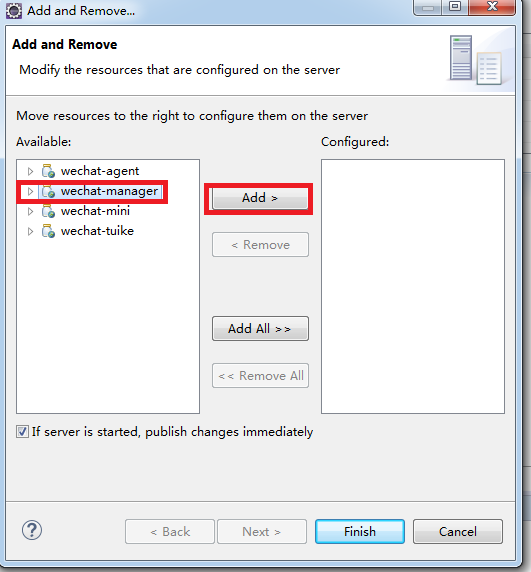 Add and Remove...
Add and Remove
Modify the resources that are configured on the server
Move resources to the right to configure them on the server
Available:
Configured:
wechat-agent
wechat-manager
wechat-mini
wechat-tuike
Add >
< Remove
Add All >>
<< Remove All
If server is started, publish changes immediately
?
< Back
Next >
Finish
Cancel